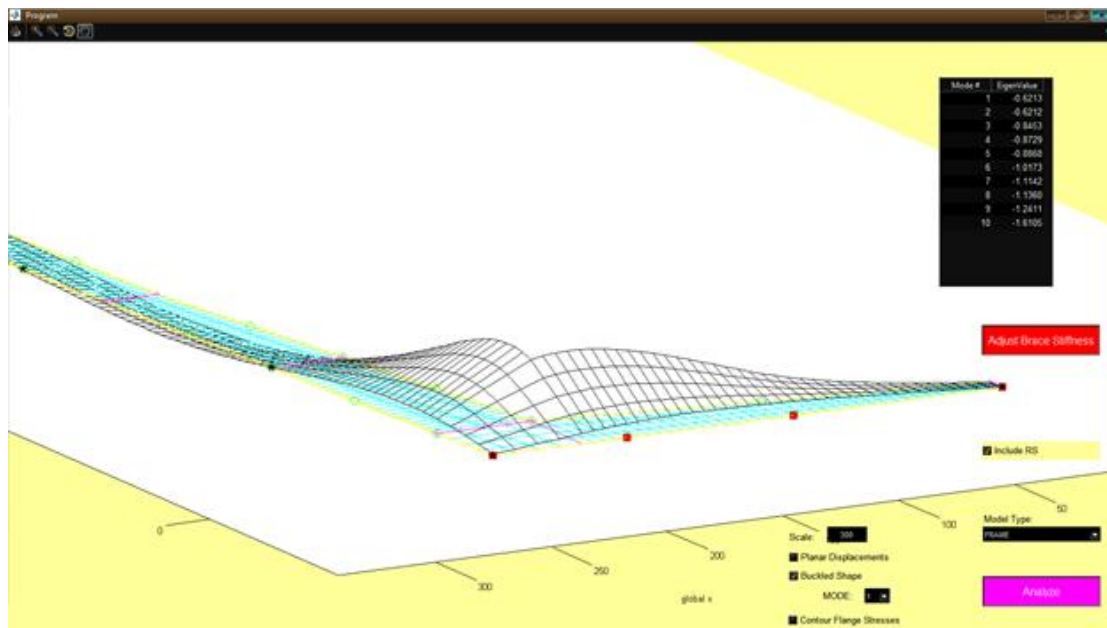 Program
Mode # EigenValue
1 -0.6213
2 -0.6212
3 -0.8453
4 -0.8729
5 -0.8868
6 -1.0173
7 -1.1142
8 -1.1360
9 -1.2411
10 -1.6105
Adjust Brace Stiffness
Include RS
0
50
100
200
250
300
global x
Scale: 300
Planar Displacements
Buckled Shape
MODE: 1
Contour Flange Stresses
Model Type:
FRAME
Analyze